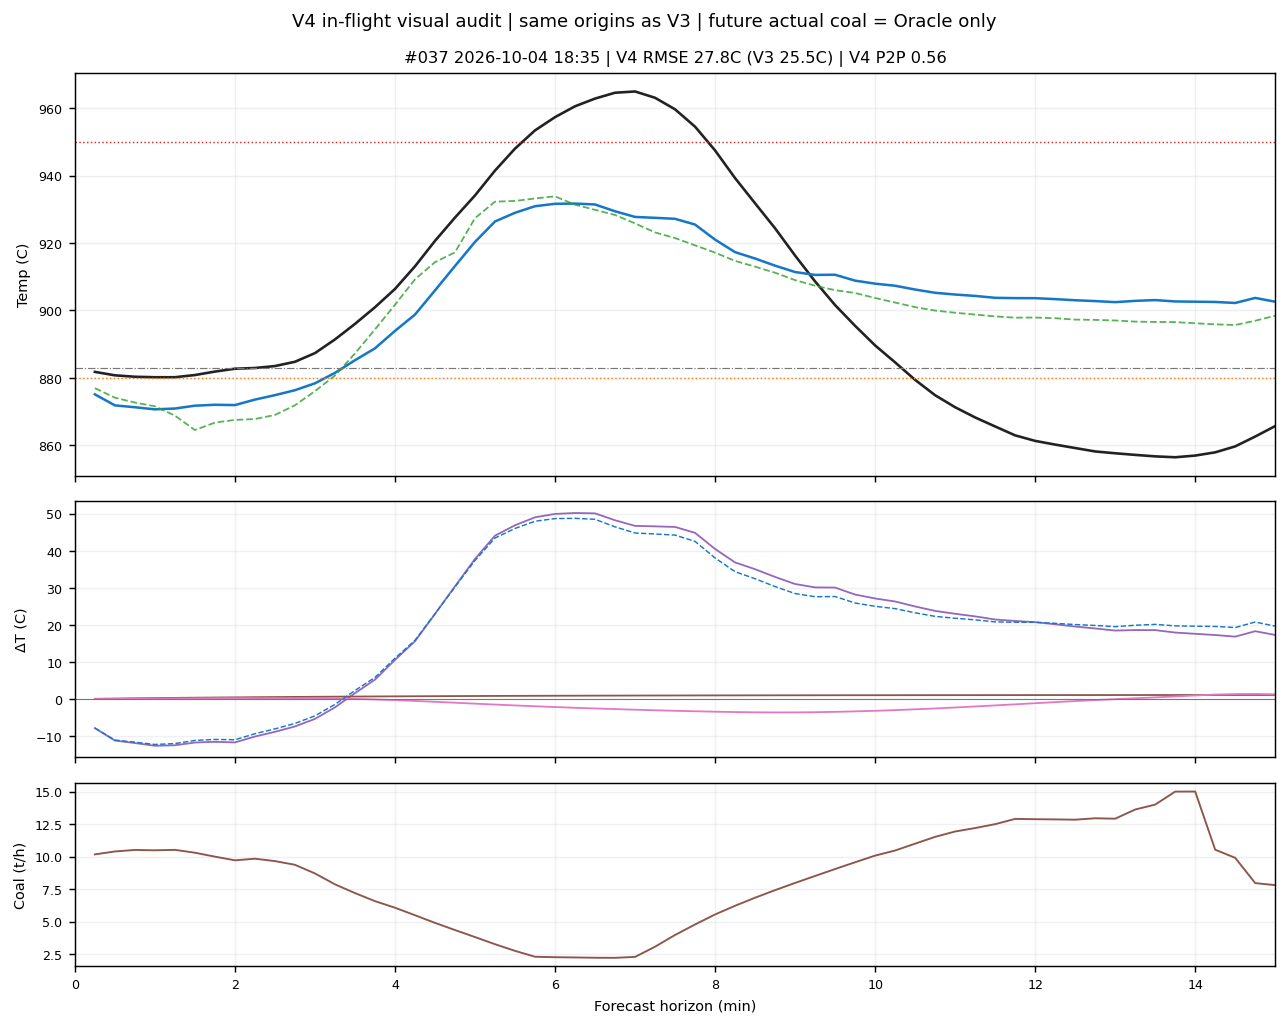 V4 in-flight visual audit | same origins as V3 | future actual coal = Oracle only
#037 2026-10-04 18:35 | V4 RMSE 27.8C (V3 25.5C) | V4 P2P 0.56
Temp (C)
960
940
920
900
880
860
ΔT (C)
50
40
30
20
10
0
−10
Coal (t/h)
15.0
12.5
10.0
7.5
5.0
2.5
0 2 4 6 8 10 12 14
Forecast horizon (min)